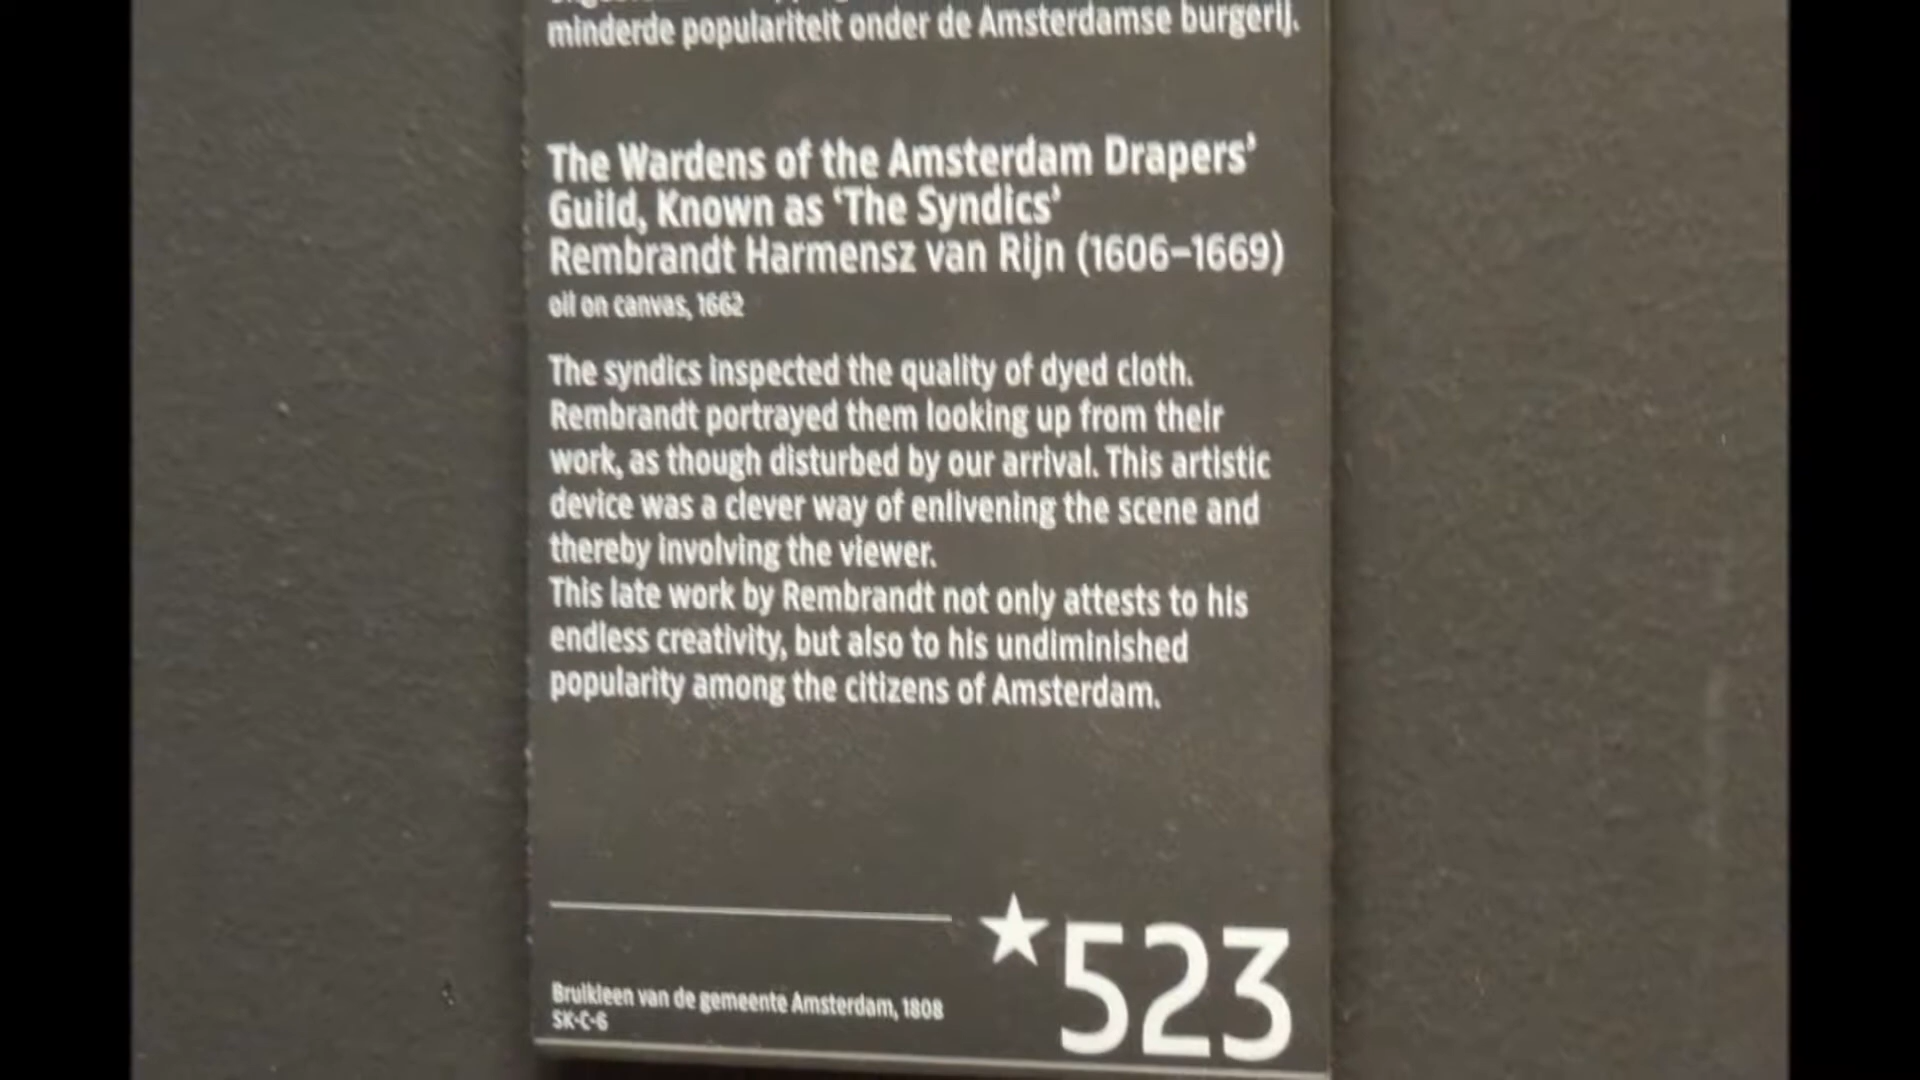 minderde populariteit onder de Amsterdamse burgerij.
The Wardens of the Amsterdam Drapers’
Guild, Known as ‘The Syndics’
Rembrandt Harmensz van Rijn (1606–1669)
oil on canvas, 1662
The syndics inspected the quality of dyed cloth.
Rembrandt portrayed them looking up from their
work, as though disturbed by our arrival. This artistic
device was a clever way of enlivening the scene and
thereby involving the viewer.
This late work by Rembrandt not only attests to his
endless creativity, but also to his undiminished
popularity among the citizens of Amsterdam.
★523
Bruikleen van de gemeente Amsterdam, 1808
SK-C-6